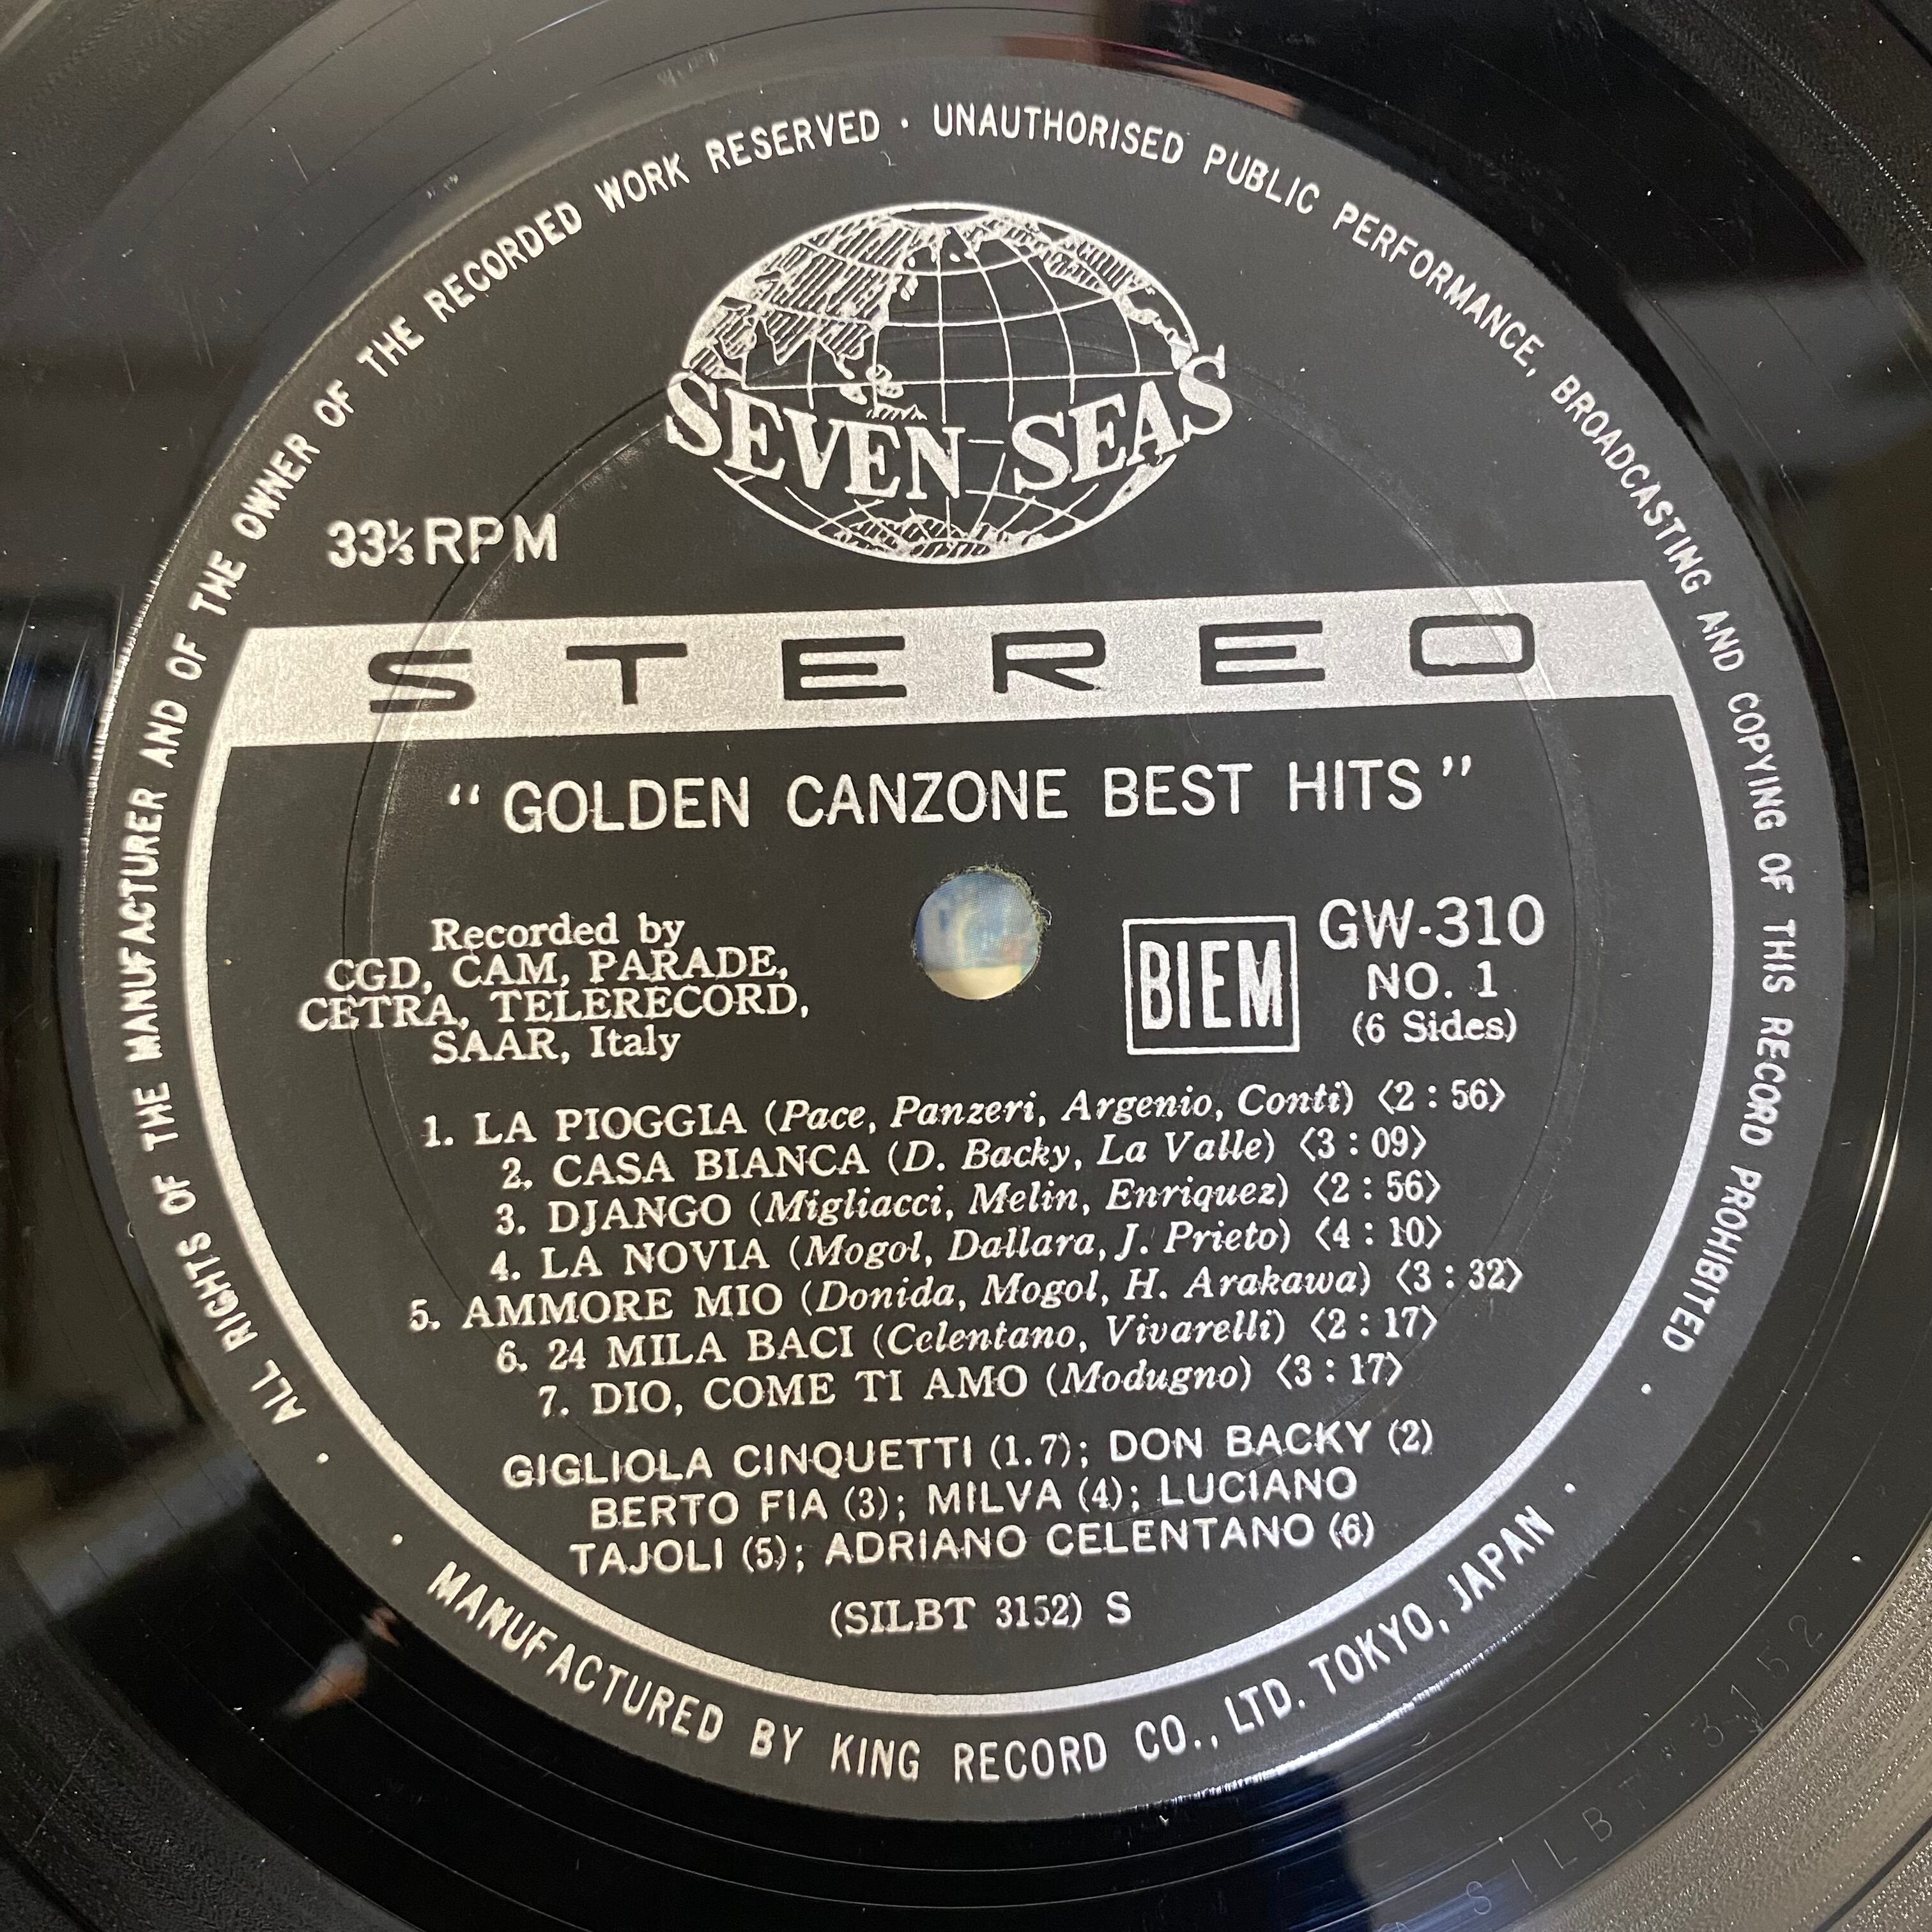 ALL RIGHTS OF THE MANUFACTURER AND OF THE OWNER OF THE RECORDED WORK RESERVED · UNAUTHORISED PUBLIC PERFORMANCE, BROADCASTING AND COPYING OF THIS RECORD PROHIBITED ·
SEVEN SEAS
33⅓ RPM
STEREO
“GOLDEN CANZONE BEST HITS”
Recorded by
CGD, CAM, PARADE,
CETRA, TELERECORD,
SAAR, Italy
BIEM
GW-310
NO. 1
(6 Sides)
1. LA PIOGGIA (Pace, Panzeri, Argenio, Conti) 〈2 : 56〉
2. CASA BIANCA (D. Backy, La Valle) 〈3 : 09〉
3. DJANGO (Migliacci, Melin, Enriquez) 〈2 : 56〉
4. LA NOVIA (Mogol, Dallara, J. Prieto) 〈4 : 10〉
5. AMMORE MIO (Donida, Mogol, H. Arakawa) 〈3 : 32〉
6. 24 MILA BACI (Celentano, Vivarelli) 〈2 : 17〉
7. DIO, COME TI AMO (Modugno) 〈3 : 17〉
GIGLIOLA CINQUETTI (1.7); DON BACKY (2)
BERTO FIA (3); MILVA (4); LUCIANO
TAJOLI (5); ADRIANO CELENTANO (6)
(SILBT 3152) S
· MANUFACTURED BY KING RECORD CO., LTD. TOKYO, JAPAN ·
SILBT-3152